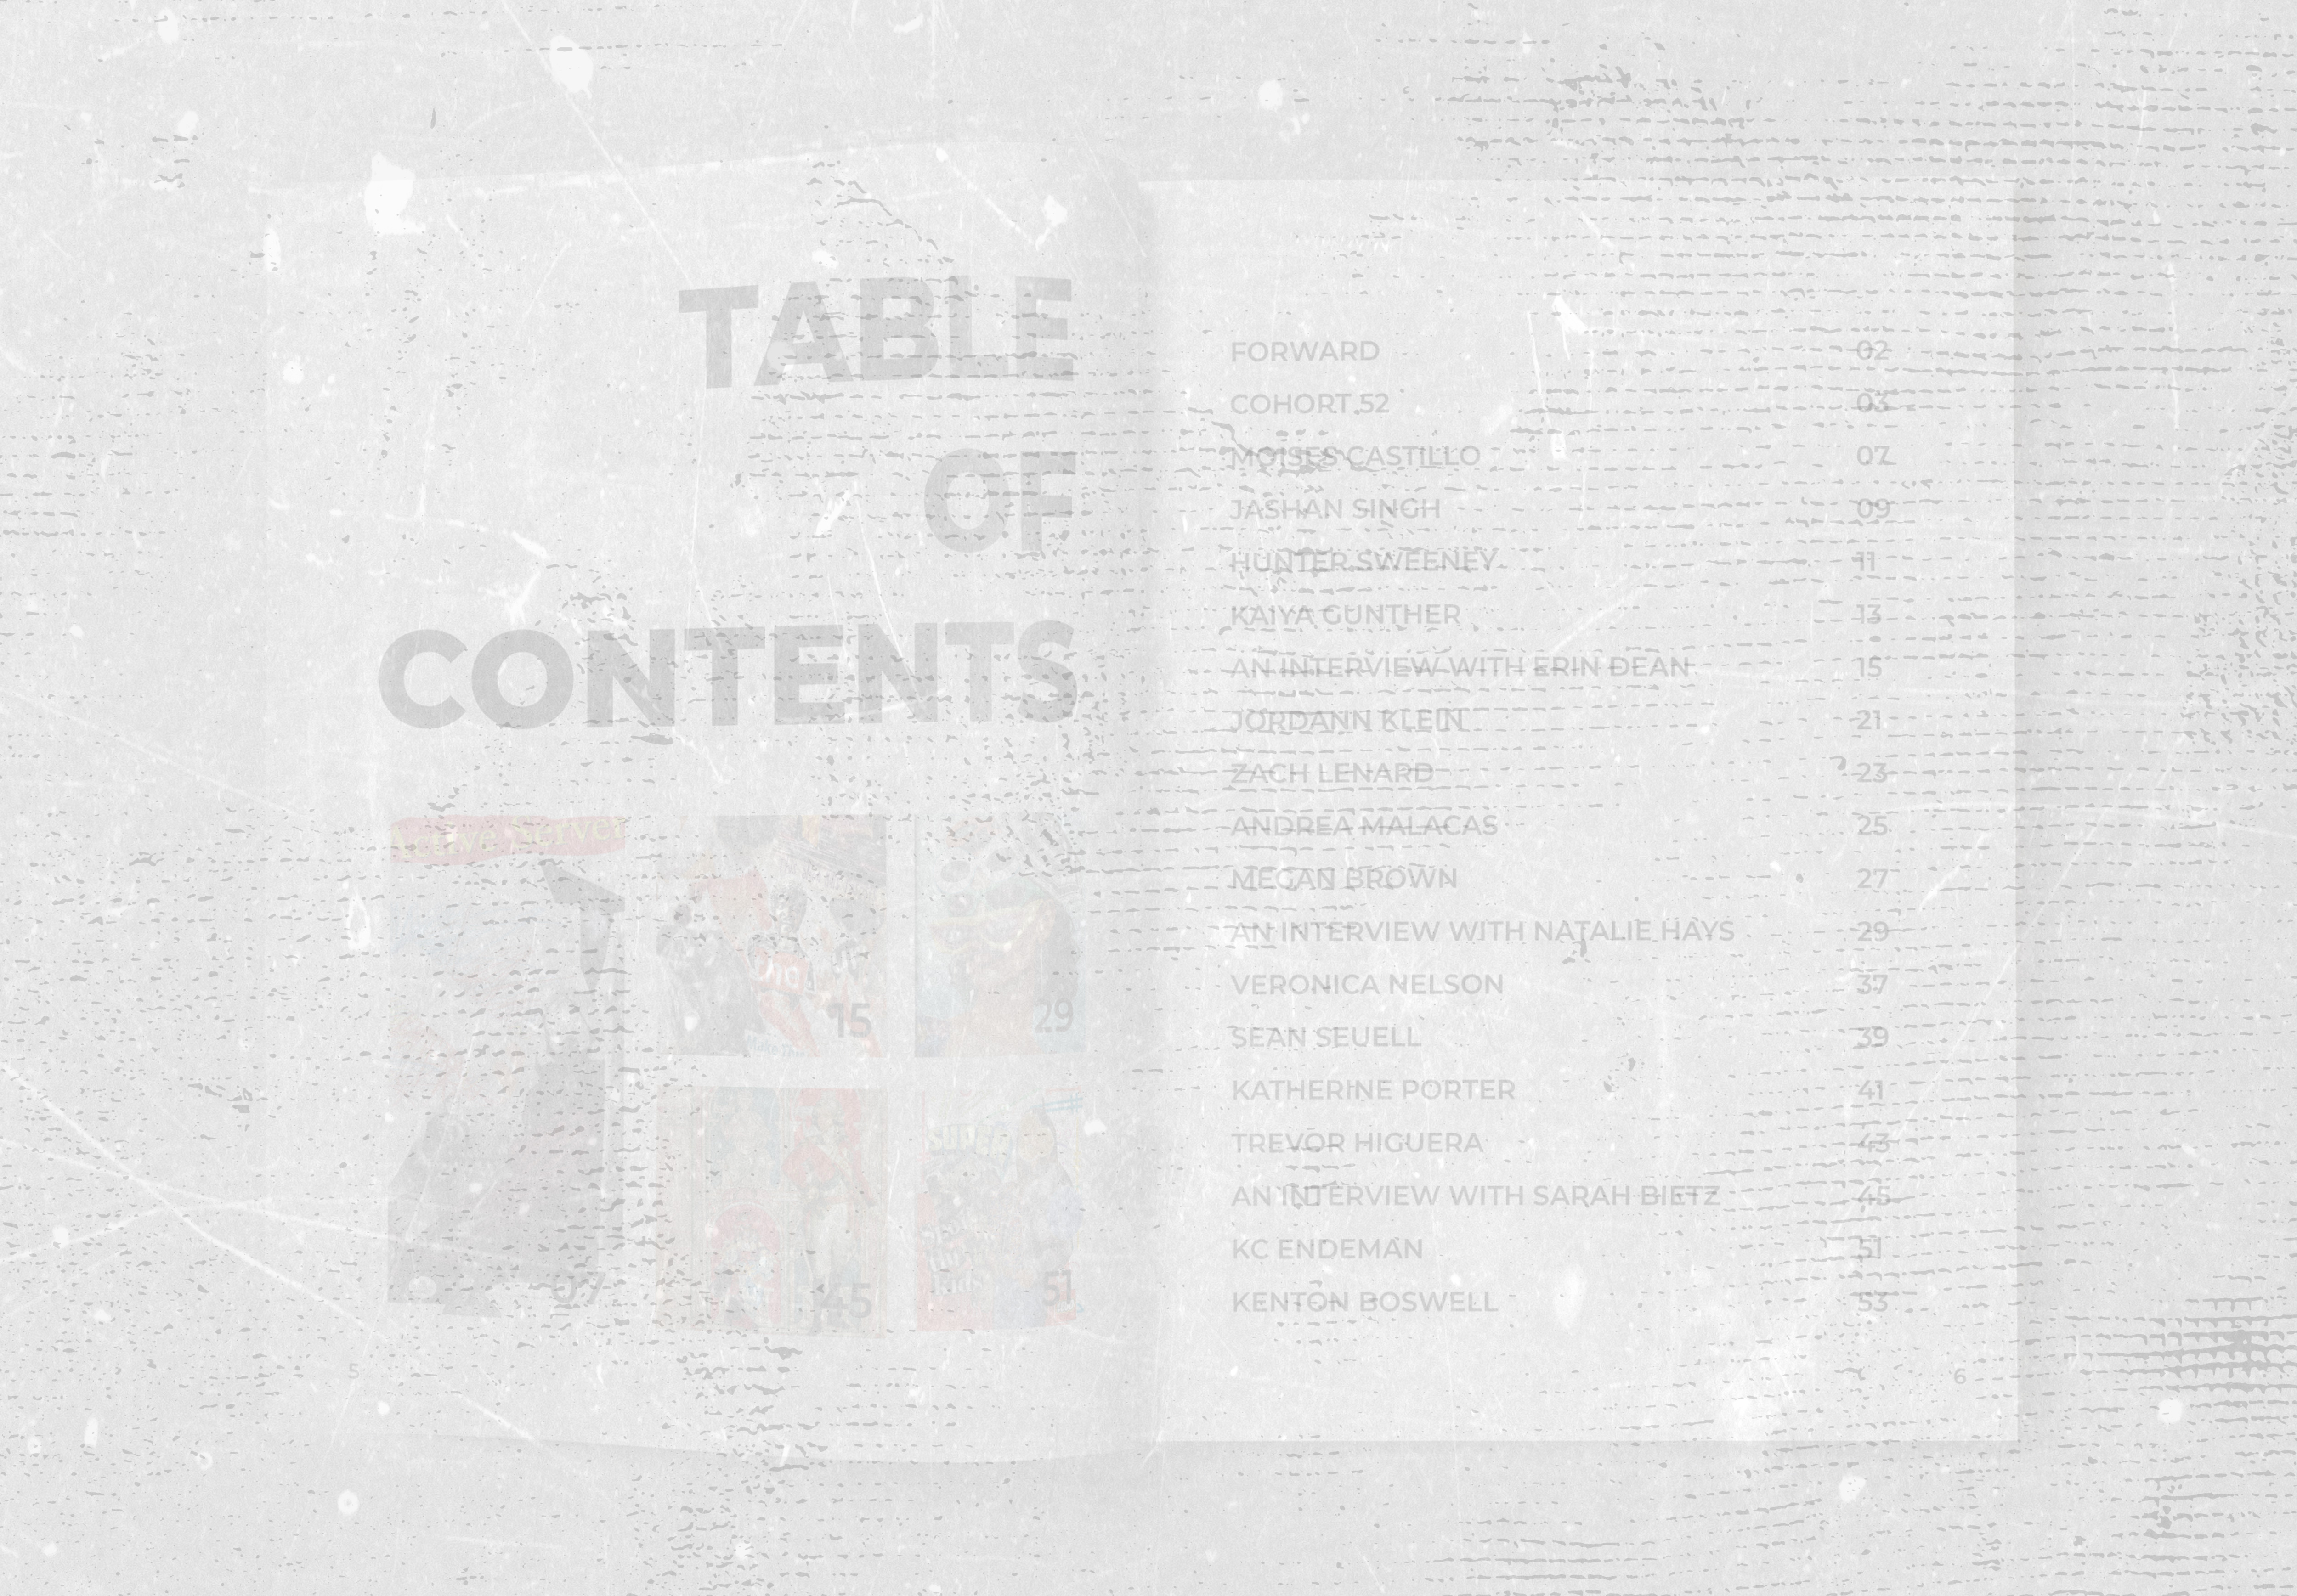 TABLE
OF
CONTENTS
Active Server
15
29
07
45
51
5
FORWARD 02
COHORT 52 03
MOISES CASTILLO 07
JASHAN SINGH 09
HUNTER SWEENEY 11
KAIYA GUNTHER 13
AN INTERVIEW WITH ERIN DEAN 15
JORDANN KLEIN 21
ZACH LENARD 23
ANDREA MALACAS 25
MEGAN BROWN 27
AN INTERVIEW WITH NATALIE HAYS 29
VERONICA NELSON 37
SEAN SEUELL 39
KATHERINE PORTER 41
TREVOR HIGUERA 43
AN INTERVIEW WITH SARAH BIETZ 45
KC ENDEMAN 51
KENTON BOSWELL 53
6